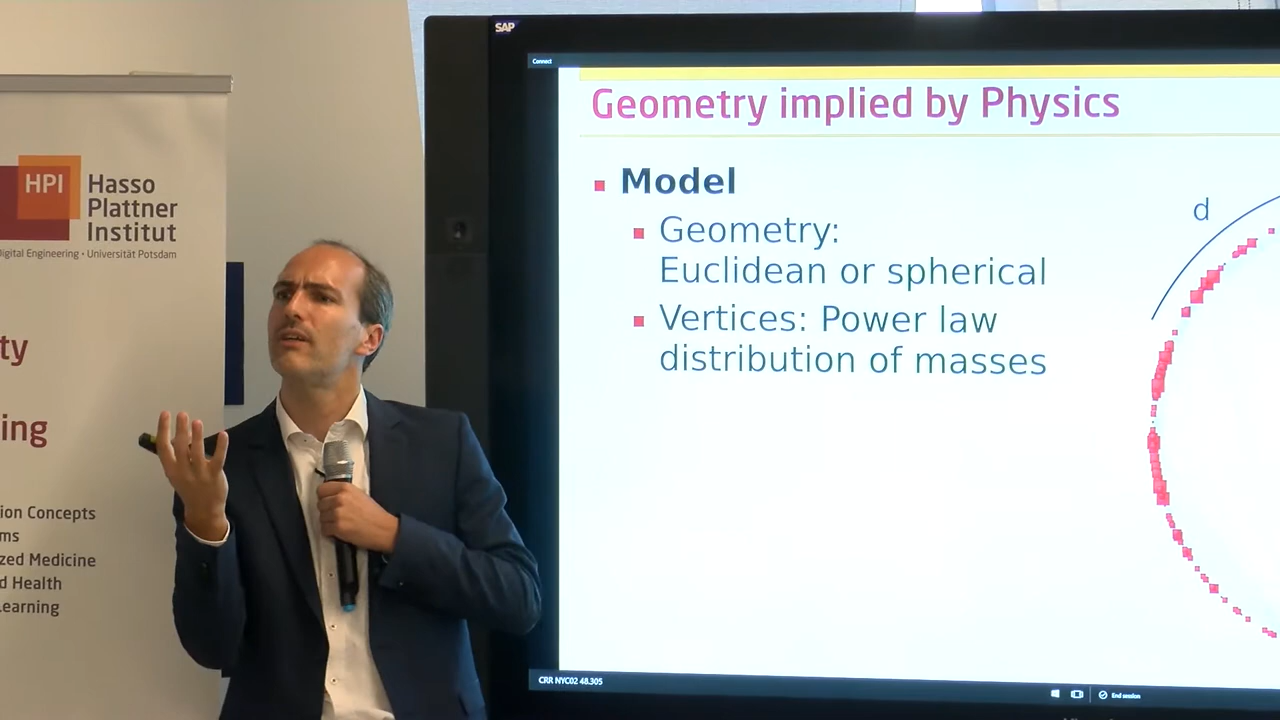 SAP
Connect
HPI
Hasso
Plattner
Institut
Digital Engineering • Universität Potsdam
ty
ing
ion Concepts
ms
zed Medicine
d Health
Learning
Geometry implied by Physics
Model
Geometry:
Euclidean or spherical
Vertices: Power law
distribution of masses
d
CRR NYC02 48.305
End session